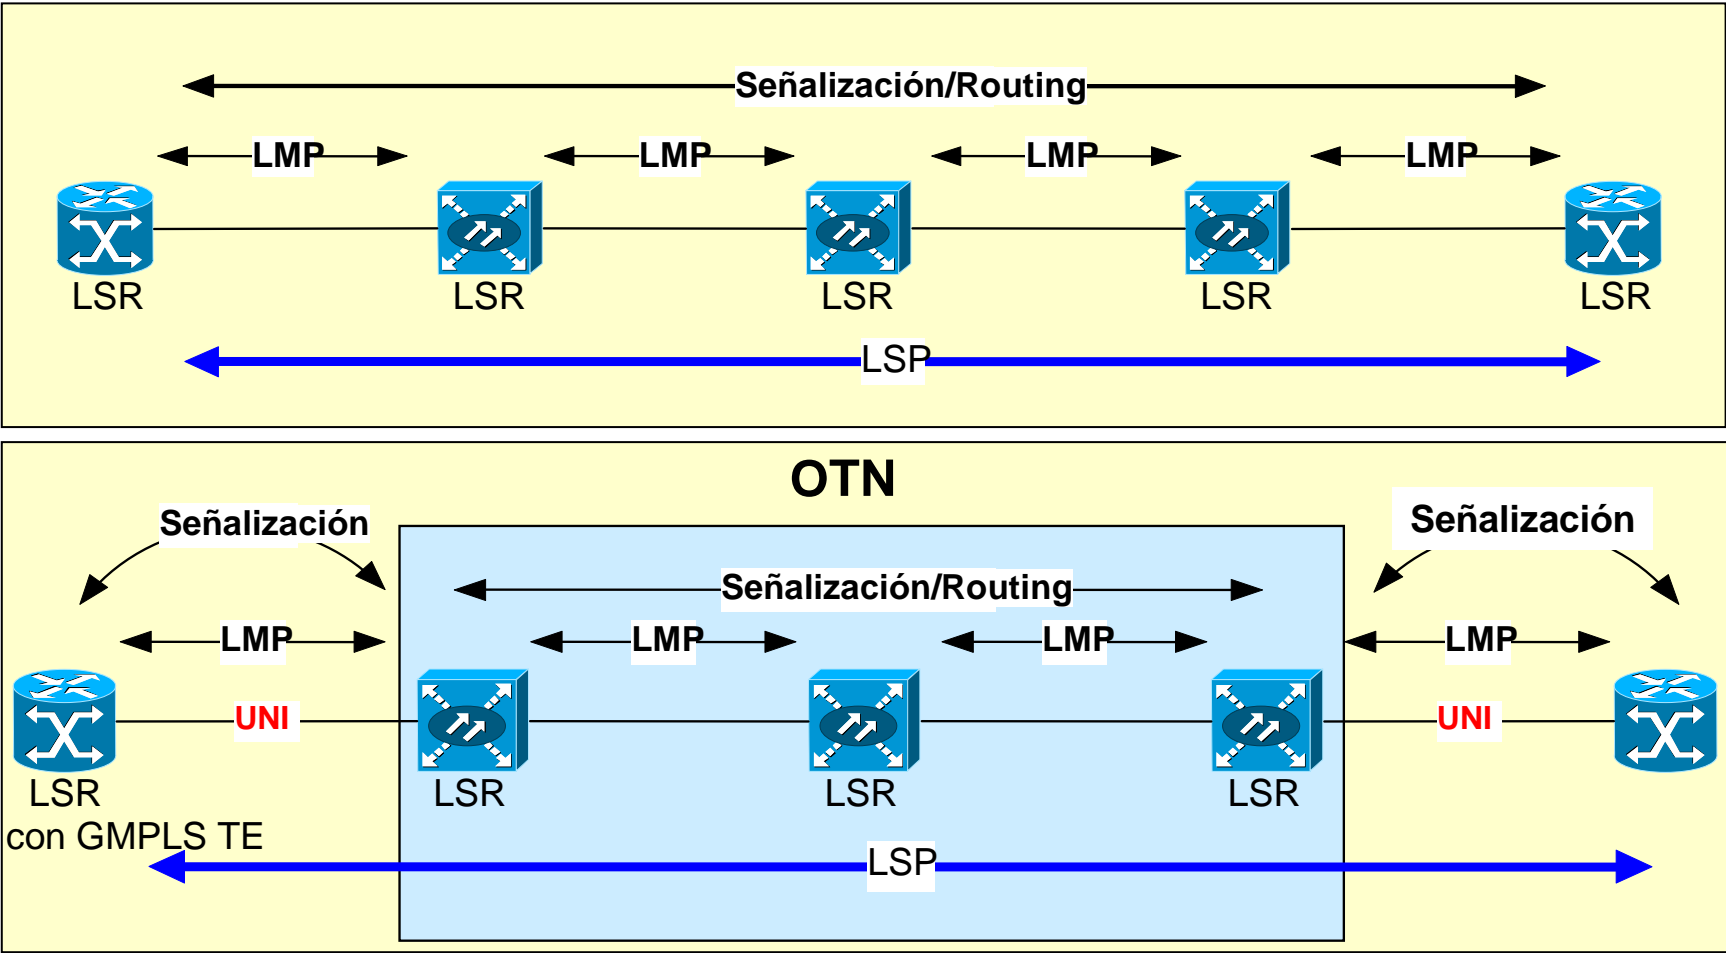 Señalización/Routing
LMP LMP LMP LMP
LSR LSR LSR LSR LSR
LSP
OTN
Señalización Señalización
Señalización/Routing
LMP LMP LMP LMP
UNI UNI
LSR LSR LSR LSR
con GMPLS TE
LSP